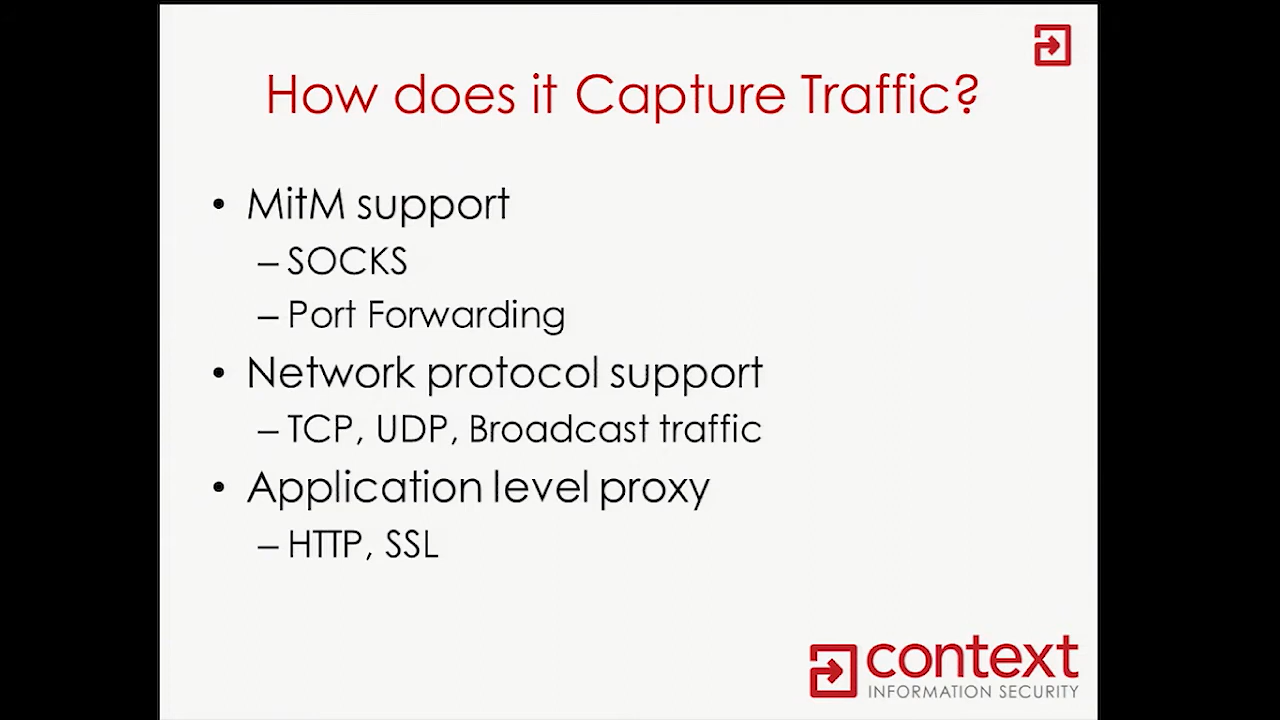 How does it Capture Traffic?
• MitM support
– SOCKS
– Port Forwarding
• Network protocol support
– TCP, UDP, Broadcast traffic
• Application level proxy
– HTTP, SSL
context
INFORMATION SECURITY